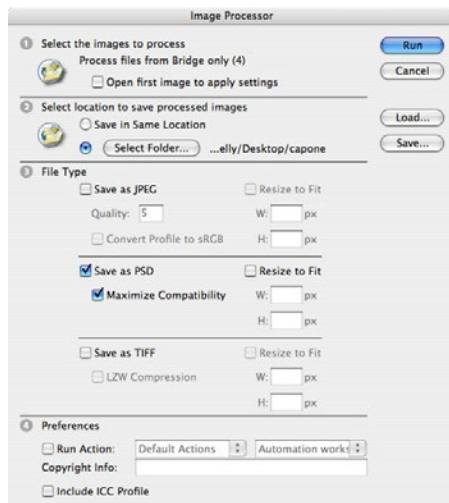 Image Processor
1 Select the images to process
Process files from Bridge only (4)
Open first image to apply settings
Run
Cancel
2 Select location to save processed images
Save in Same Location
Select Folder... ...elly/Desktop/capone
Load...
Save...
3 File Type
Save as JPEG Resize to Fit
Quality: 5 W: px
Convert Profile to sRGB H: px
Save as PSD Resize to Fit
Maximize Compatibility W: px
H: px
Save as TIFF Resize to Fit
LZW Compression W: px
H: px
4 Preferences
Run Action: Default Actions Automation works
Copyright Info:
Include ICC Profile